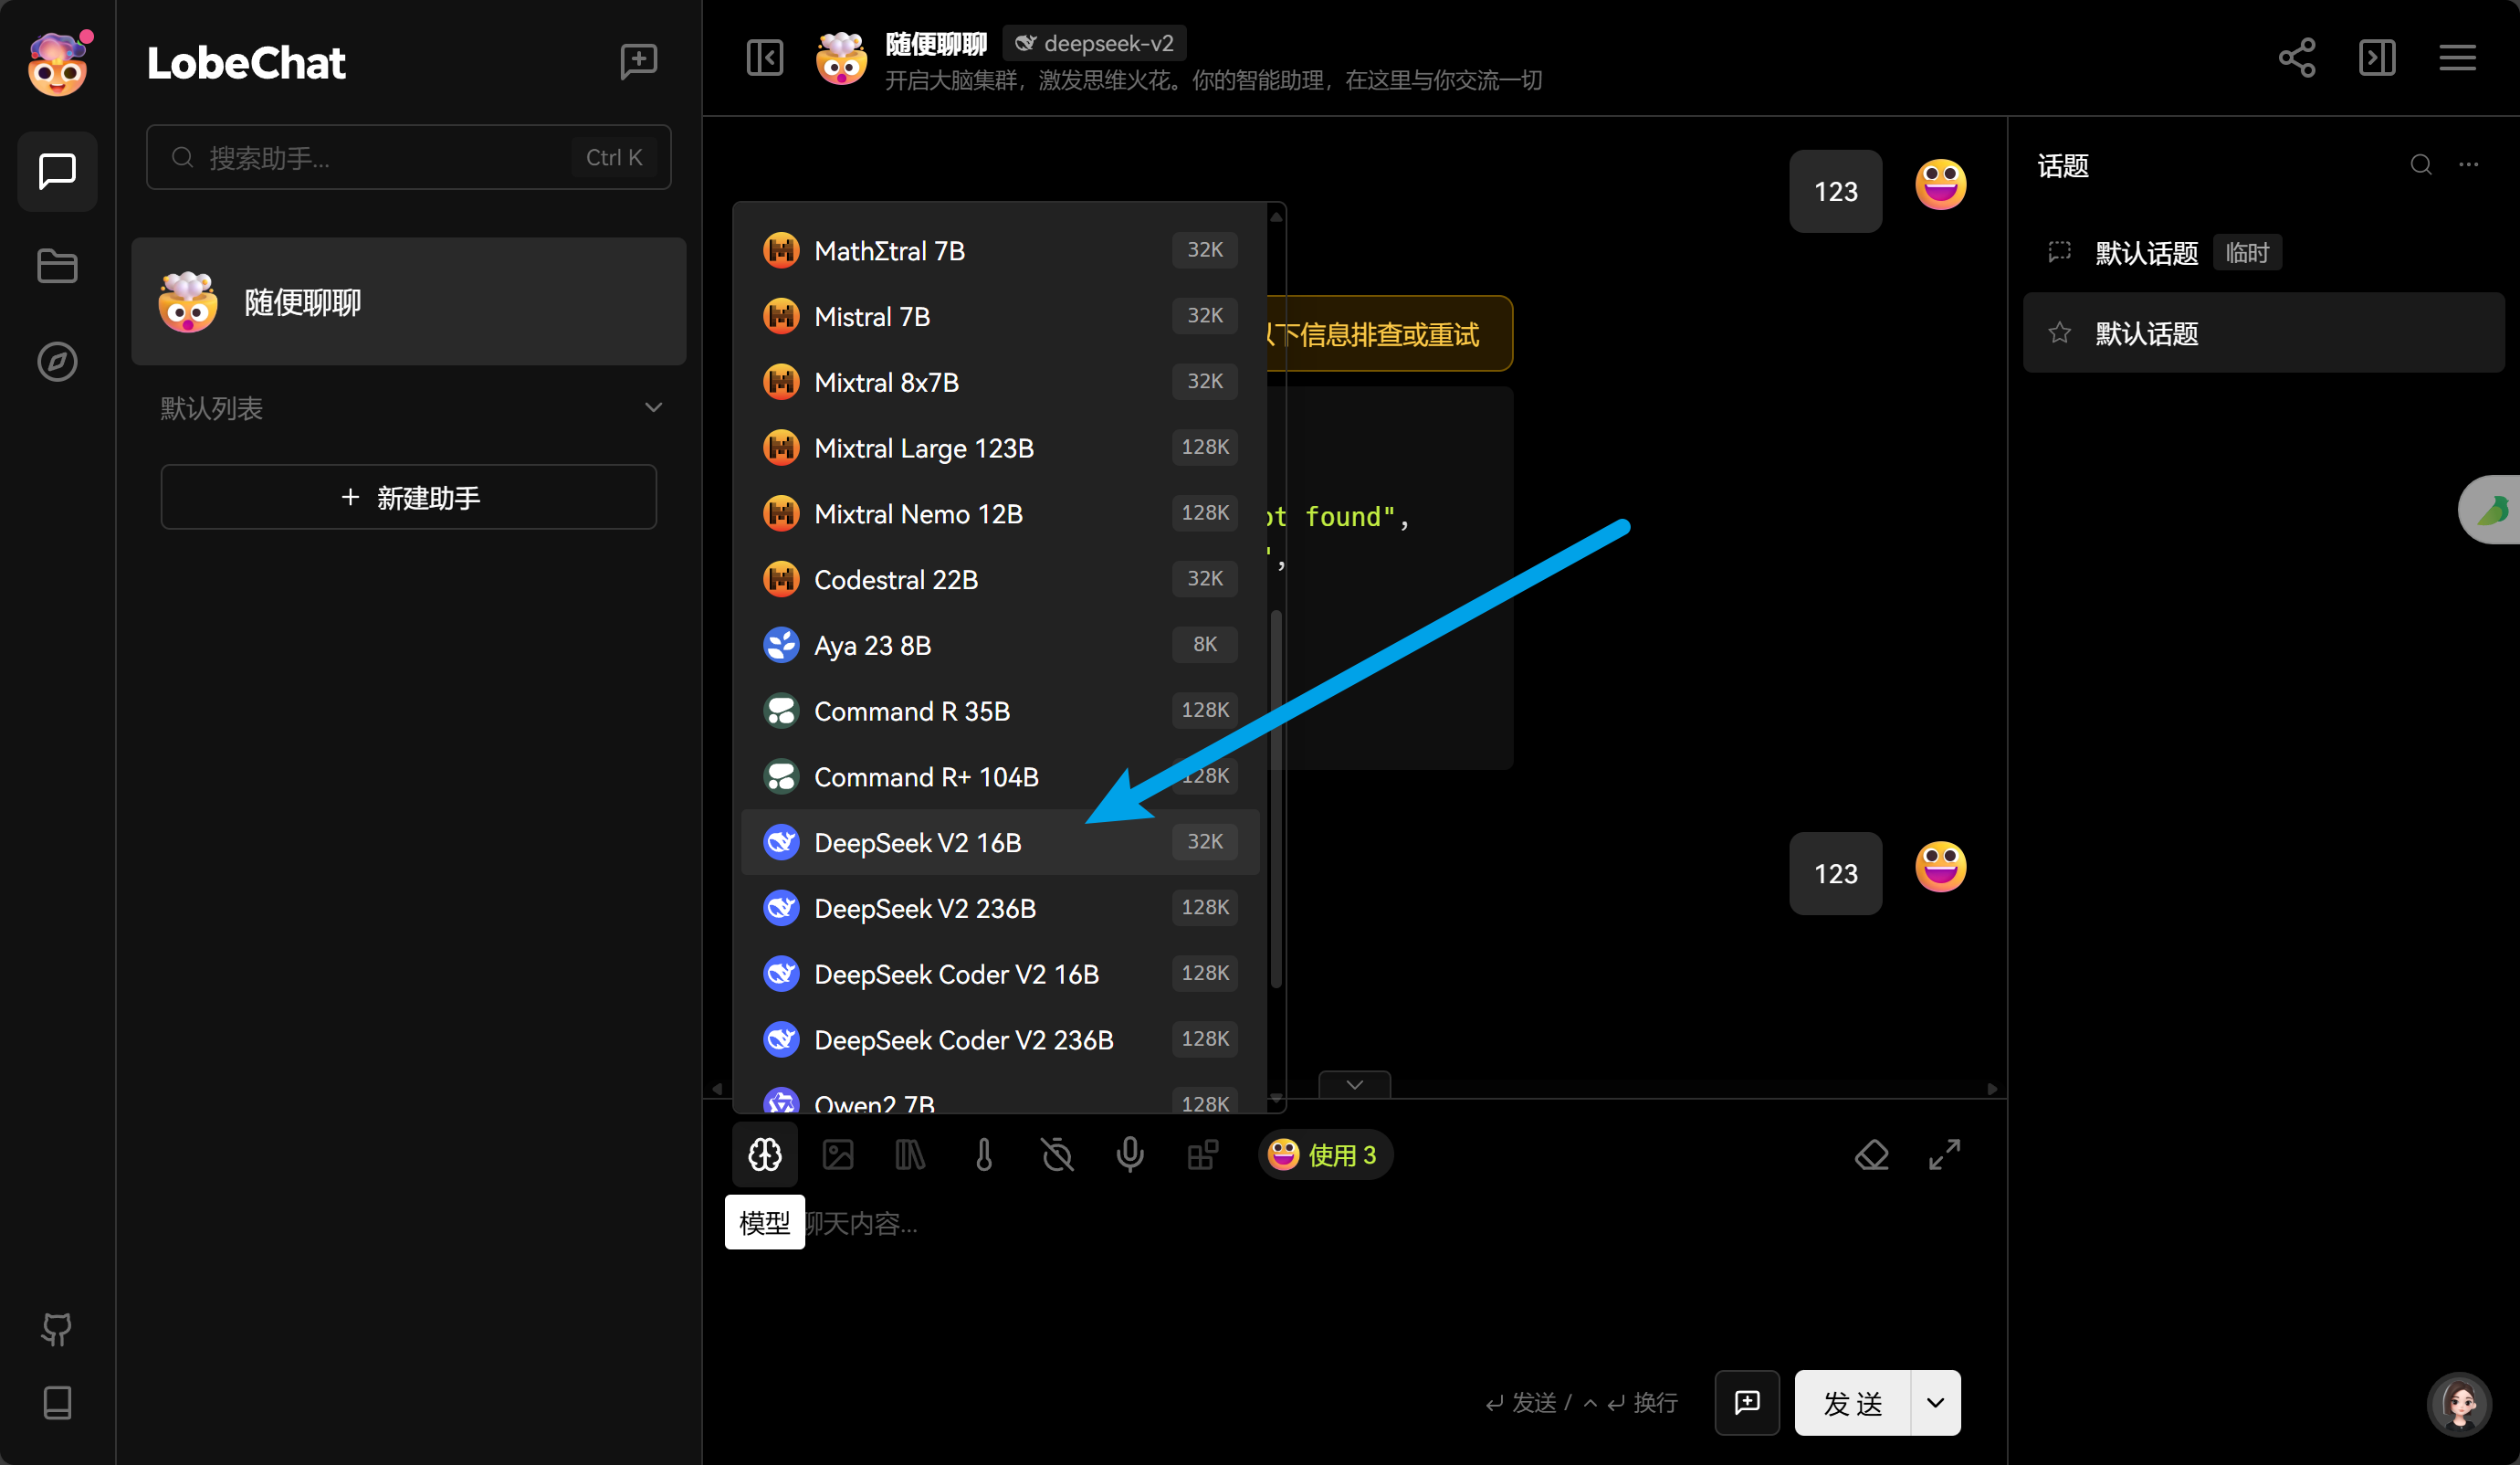 LobeChat
搜索助手...
Ctrl K
随便聊聊
默认列表
+ 新建助手
随便聊聊
deepseek-v2
开启大脑集群，激发思维火花。你的智能助理，在这里与你交流一切
123
以下信息排查或重试
ot found",
",
123
MathΣtral 7B 32K
Mistral 7B 32K
Mixtral 8x7B 32K
Mixtral Large 123B 128K
Mixtral Nemo 12B 128K
Codestral 22B 32K
Aya 23 8B 8K
Command R 35B 128K
Command R+ 104B 128K
DeepSeek V2 16B 32K
DeepSeek V2 236B 128K
DeepSeek Coder V2 16B 128K
DeepSeek Coder V2 236B 128K
Qwen2 7B 128K
使用 3
模型
聊天内容...
发送 / 换行
发 送
话题
默认话题 临时
默认话题